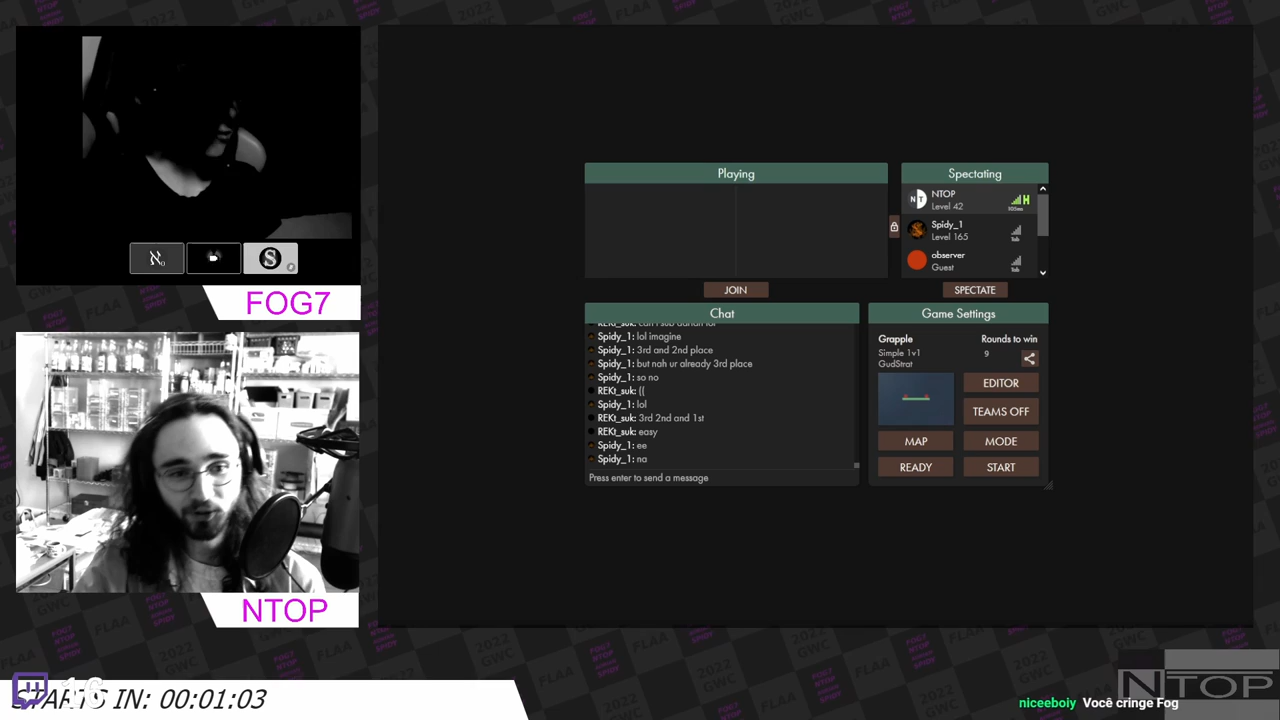 FOG7
NTOP
Playing
JOIN
Spectating
NTOP
Level 42
105ms
Spidy_1
Level 165
observer
Guest
SPECTATE
Chat
Spidy_1: lol imagine
Spidy_1: 3rd and 2nd place
Spidy_1: but nah ur already 3rd place
Spidy_1: so no
REKt_suk: ((
Spidy_1: lol
REKt_suk: 3rd 2nd and 1st
REKt_suk: easy
Spidy_1: ee
Spidy_1: na
Press enter to send a message
Game Settings
Grapple
Simple 1v1
GudStrat
Rounds to win
9
EDITOR
TEAMS OFF
MAP
MODE
READY
START
STARTS IN: 00:01:03
16
NTOP
niceeboiy Você cringe Fog